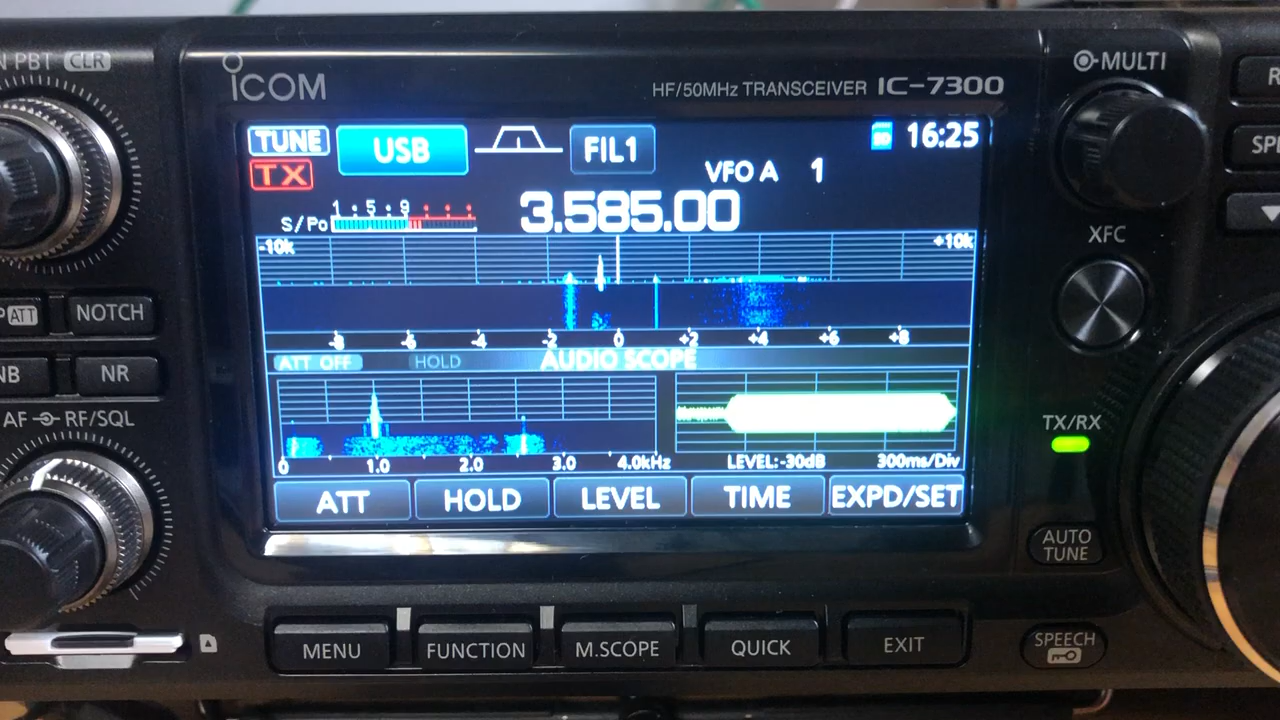 N PBT CLR
ICOM
HF/50MHz TRANSCEIVER IC-7300
MULTI
TUNE USB FIL1 16:25
TX
VFO A 1
1 5 9
S/Po
3.585.00
-10k +10k
XFC
P ATT NOTCH
-8 -6 -4 -2 0 +2 +4 +6 +8
ATT OFF HOLD AUDIO SCOPE
NB NR
AF RF/SQL
TX/RX
0 1.0 2.0 3.0 4.0kHz LEVEL:-30dB 300ms/Div
ATT HOLD LEVEL TIME EXPD/SET
AUTO
TUNE
MENU FUNCTION M.SCOPE QUICK EXIT
SPEECH